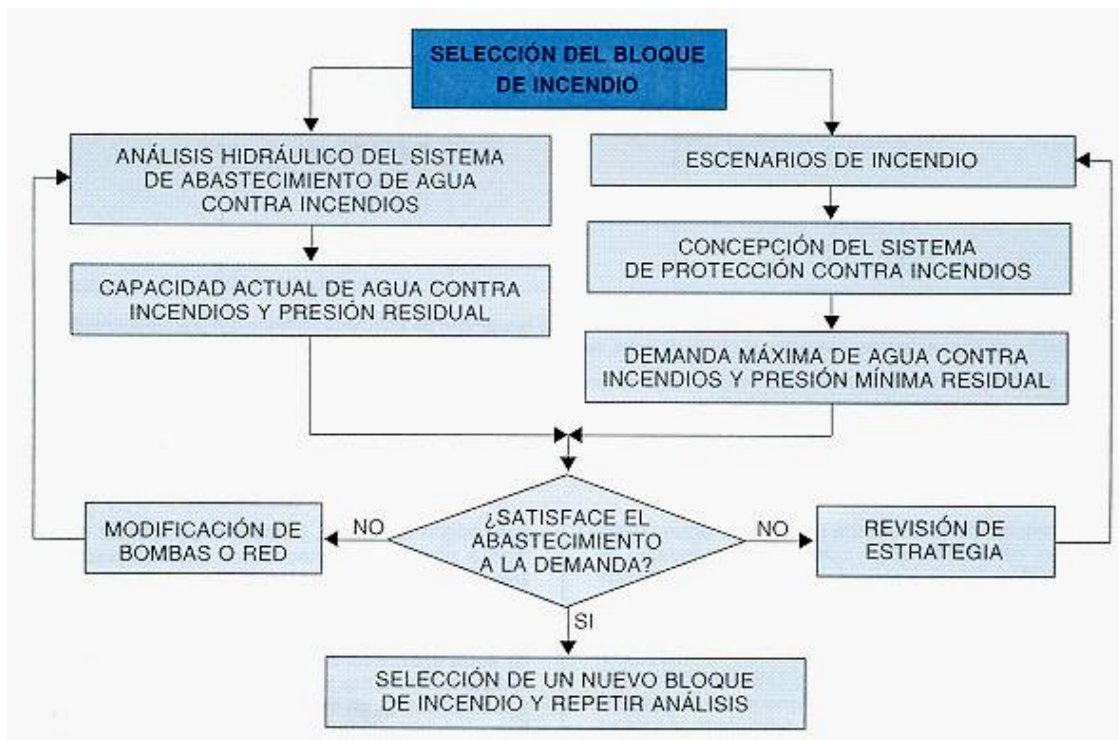 SELECCIÓN DEL BLOQUE
DE INCENDIO
ANÁLISIS HIDRÁULICO DEL SISTEMA
DE ABASTECIMIENTO DE AGUA
CONTRA INCENDIOS
ESCENARIOS DE INCENDIO
CONCEPCIÓN DEL SISTEMA
DE PROTECCIÓN CONTRA INCENDIOS
CAPACIDAD ACTUAL DE AGUA CONTRA
INCENDIOS Y PRESIÓN RESIDUAL
DEMANDA MÁXIMA DE AGUA CONTRA
INCENDIOS Y PRESIÓN MÍNIMA RESIDUAL
MODIFICACIÓN DE
BOMBAS O RED
NO
¿SATISFACE EL
ABASTECIMIENTO
A LA DEMANDA?
NO
REVISIÓN DE
ESTRATEGIA
SI
SELECCIÓN DE UN NUEVO BLOQUE
DE INCENDIO Y REPETIR ANÁLISIS